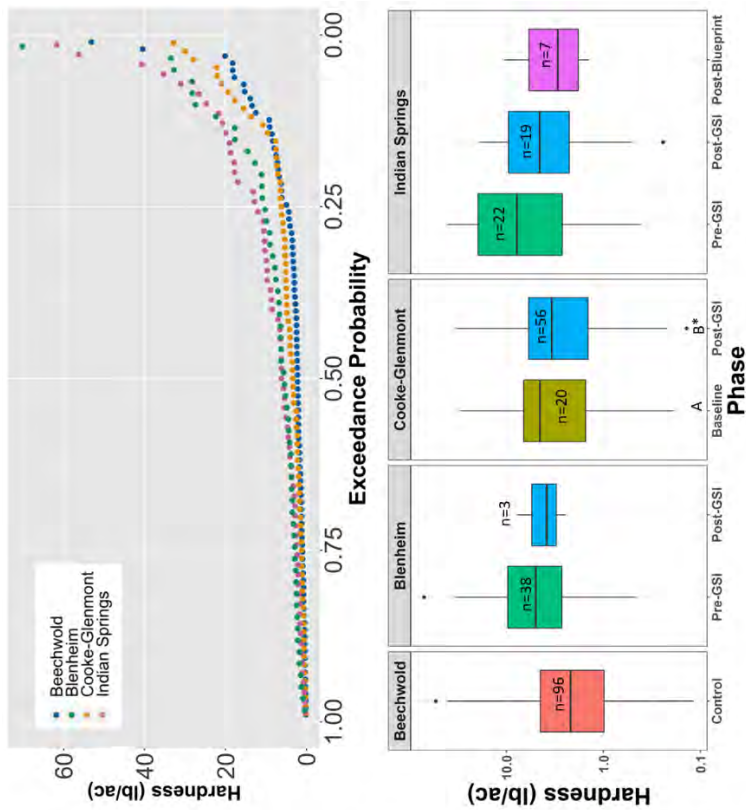 Beechwold
Blenheim
Cooke-Glenmont
Indian Springs
Hardness (lb/ac)
60
40
20
0
1.00
0.75
0.50
0.25
0.00
Exceedance Probability
Hardness (lb/ac)
10.0
1.0
0.1
Beechwold
Blenheim
Cooke-Glenmont
Indian Springs
n=96
n=38
n=3
n=20
n=56
n=22
n=19
n=7
A
B*
Control
Pre-GSI
Post-GSI
Baseline
Post-GSI
Pre-GSI
Post-GSI
Post-Blueprint
Phase